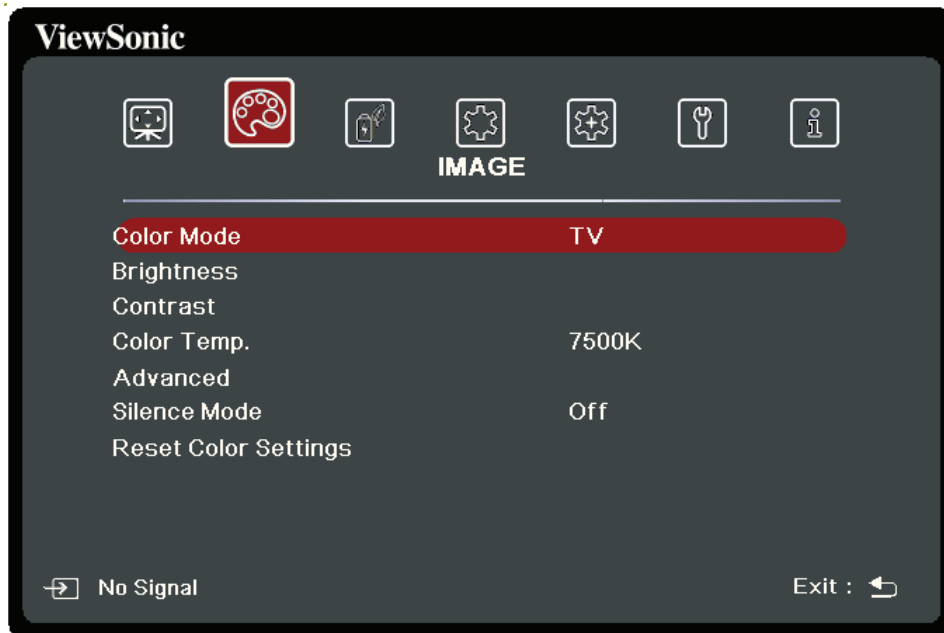 ViewSonic
IMAGE
Color Mode TV
Brightness
Contrast
Color Temp. 7500K
Advanced
Silence Mode Off
Reset Color Settings
No Signal Exit :